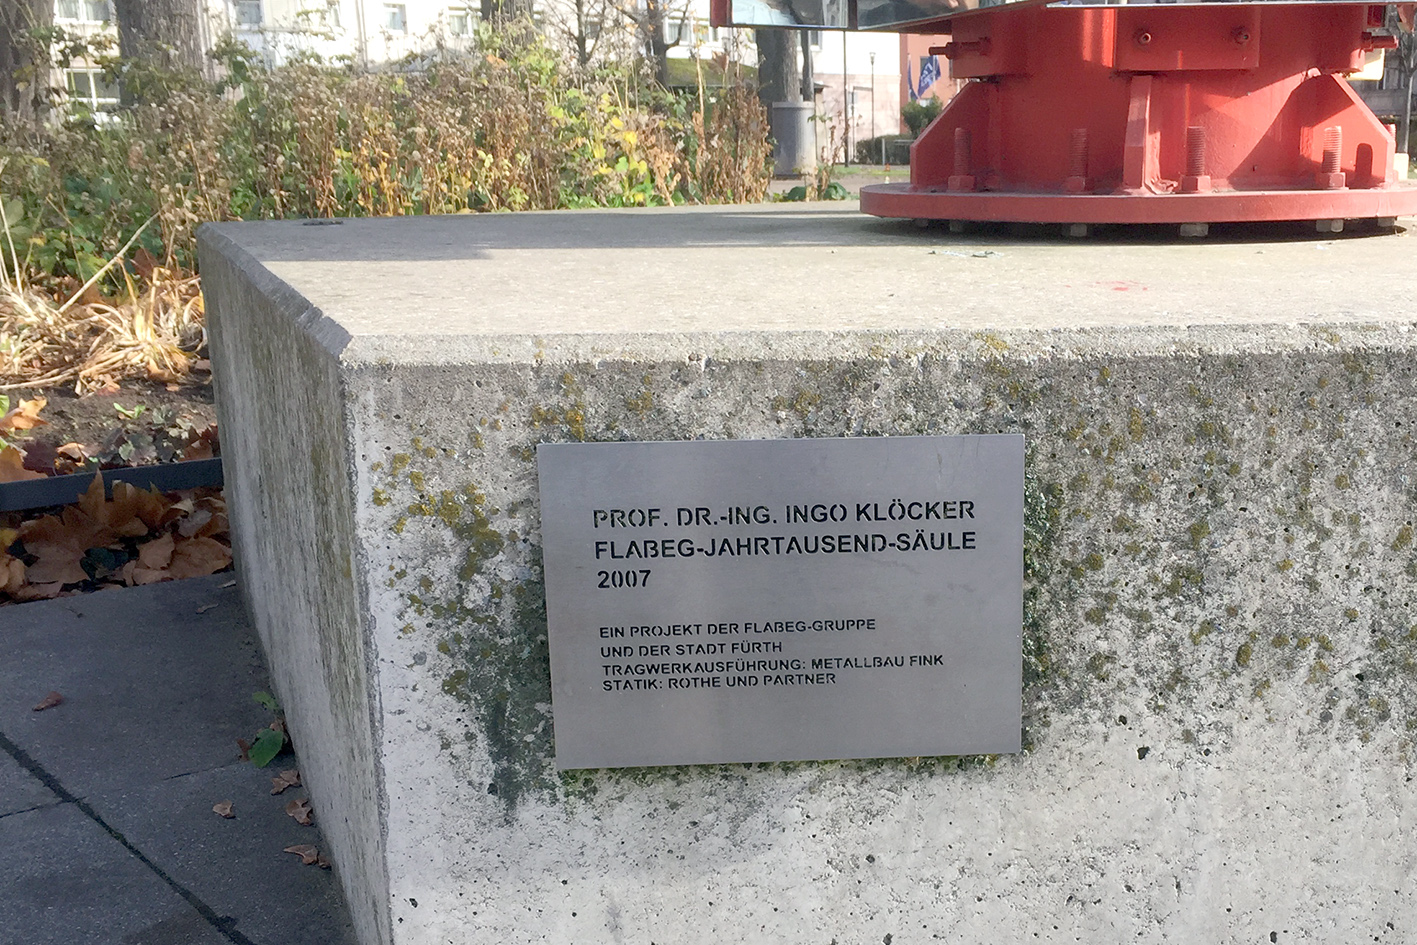 PROF. DR.-ING. INGO KLÖCKER
FLABEG-JAHRTAUSEND-SÄULE
2007
EIN PROJEKT DER FLABEG-GRUPPE
UND DER STADT FÜRTH
TRAGWERKAUSFÜHRUNG: METALLBAU FINK
STATIK: ROTHE UND PARTNER